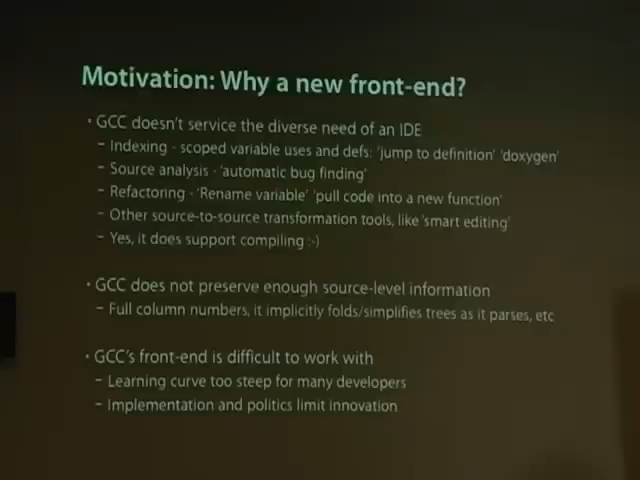 Motivation: Why a new front-end?
• GCC doesn't service the diverse need of an IDE
– Indexing - scoped variable uses and defs: 'jump to definition' 'doxygen'
– Source analysis - 'automatic bug finding'
– Refactoring - 'Rename variable' 'pull code into a new function'
– Other source-to-source transformation tools, like 'smart editing'
– Yes, it does support compiling :-)
• GCC does not preserve enough source-level information
– Full column numbers, it implicitly folds/simplifies trees as it parses, etc
• GCC's front-end is difficult to work with
– Learning curve too steep for many developers
– Implementation and politics limit innovation